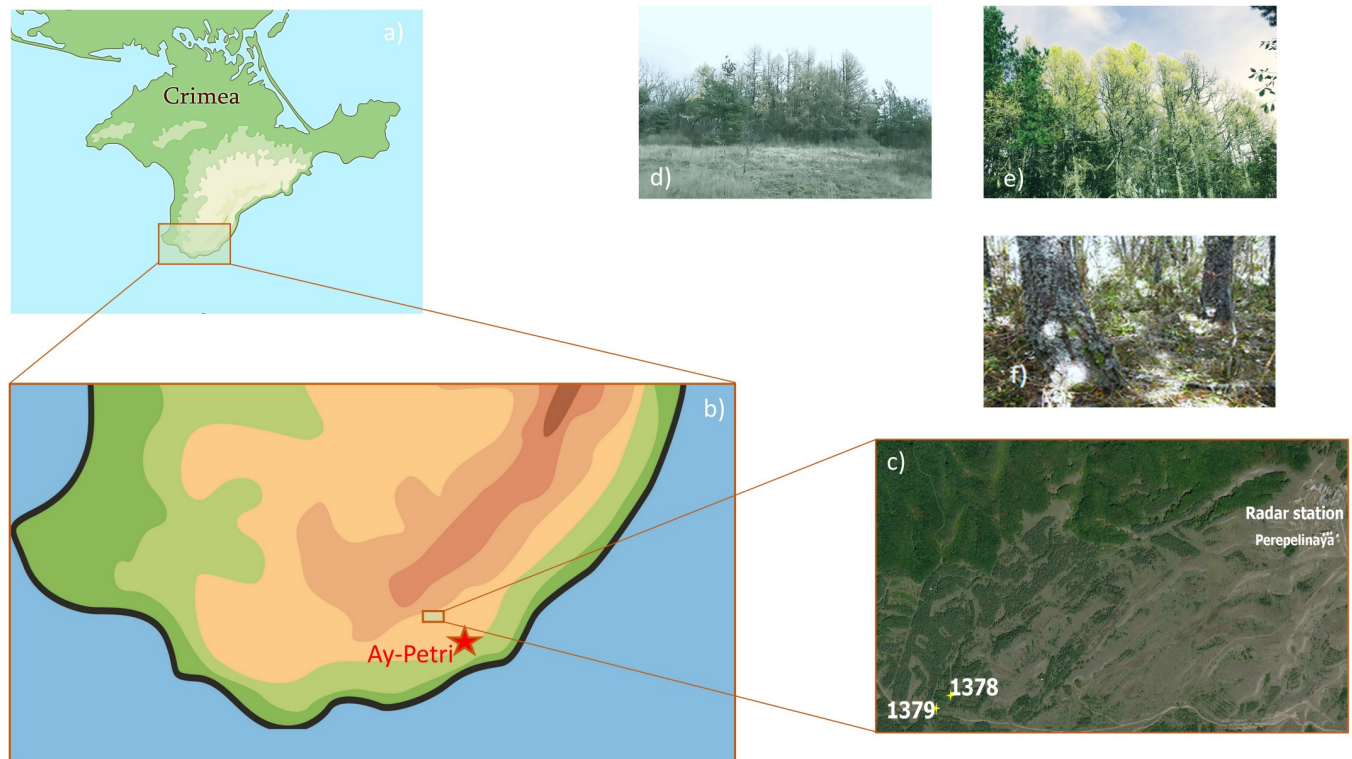 a)
Crimea
d)
e)
f)
b)
Ay-Petri
c)
Radar station
Perepelinaya
1378
1379